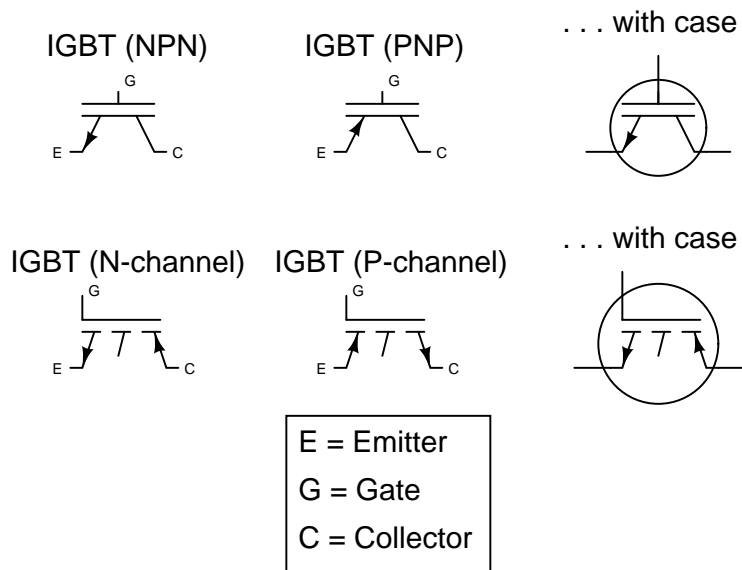 IGBT (NPN)
IGBT (PNP)
. . . with case
G
E
C
G
E
C
IGBT (N-channel)
IGBT (P-channel)
. . . with case
G
E
C
G
E
C
E = Emitter
G = Gate
C = Collector